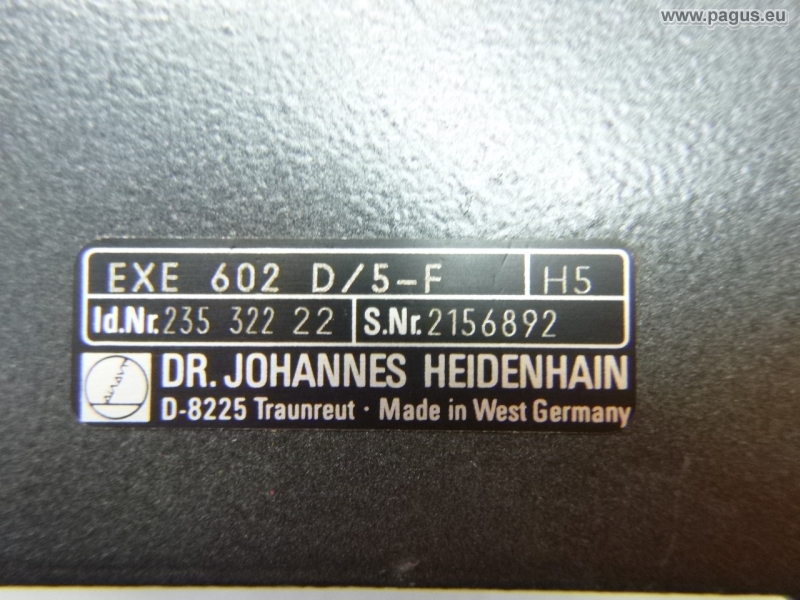 www.pagus.eu
EXE 602 D/5-F H5
Id.Nr. 235 322 22 S.Nr. 2156892
DR. JOHANNES HEIDENHAIN
D-8225 Traunreut · Made in West Germany